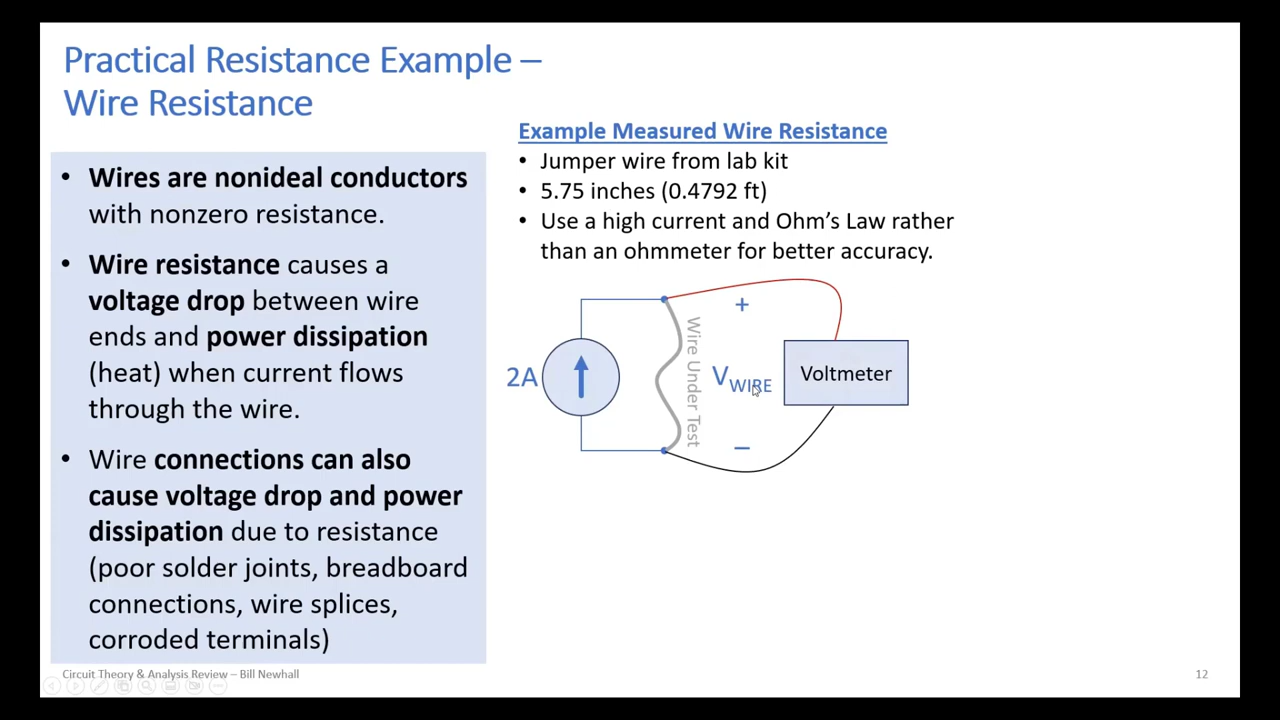 Practical Resistance Example –
Wire Resistance
• Wires are nonideal conductors
with nonzero resistance.
• Wire resistance causes a
voltage drop between wire
ends and power dissipation
(heat) when current flows
through the wire.
• Wire connections can also
cause voltage drop and power
dissipation due to resistance
(poor solder joints, breadboard
connections, wire splices,
corroded terminals)
Example Measured Wire Resistance
• Jumper wire from lab kit
• 5.75 inches (0.4792 ft)
• Use a high current and Ohm’s Law rather
than an ohmmeter for better accuracy.
2A
Wire Under Test
+
VWIRE
–
Voltmeter
Circuit Theory & Analysis Review – Bill Newhall
12